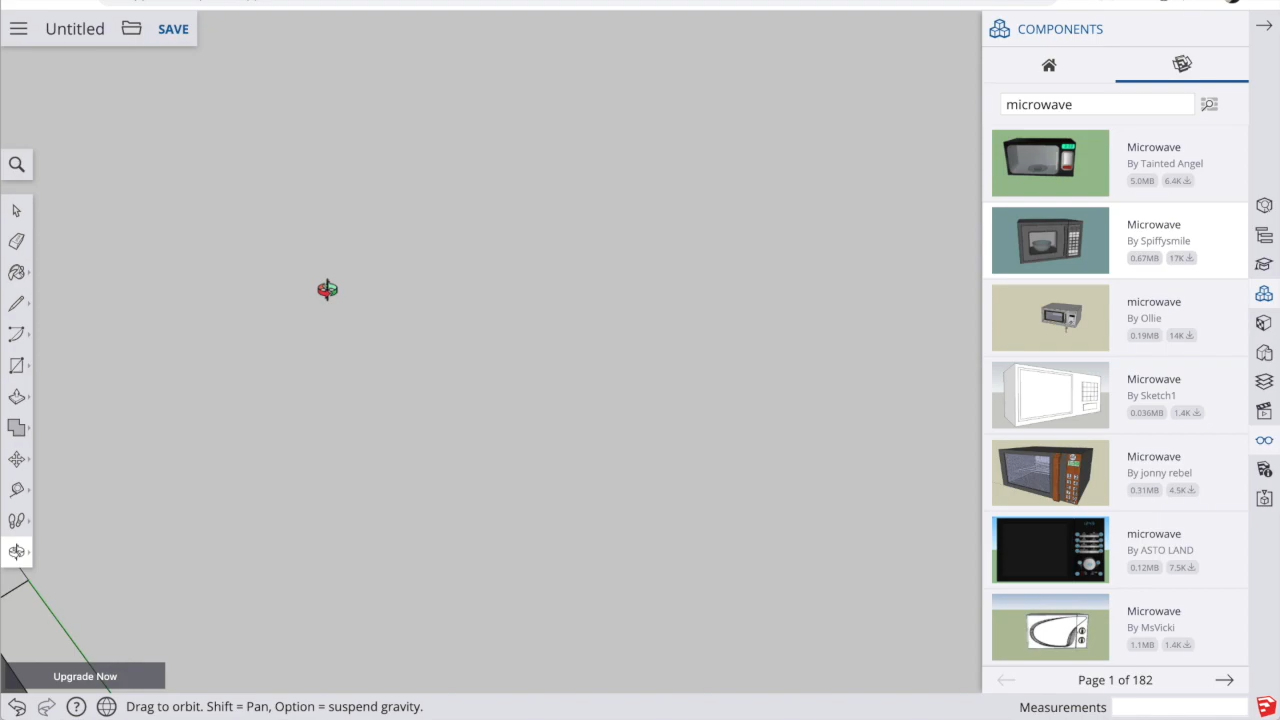 Untitled
SAVE
COMPONENTS
microwave
Microwave
By Tainted Angel
5.0MB 6.4K
Microwave
By Spiffysmile
0.67MB 17K
microwave
By Ollie
0.19MB 14K
Microwave
By Sketch1
0.036MB 1.4K
Microwave
By jonny rebel
0.31MB 4.5K
microwave
By ASTO LAND
0.12MB 7.5K
Microwave
By MsVicki
1.1MB 1.4K
Upgrade Now
Page 1 of 182
Drag to orbit. Shift = Pan, Option = suspend gravity.
Measurements